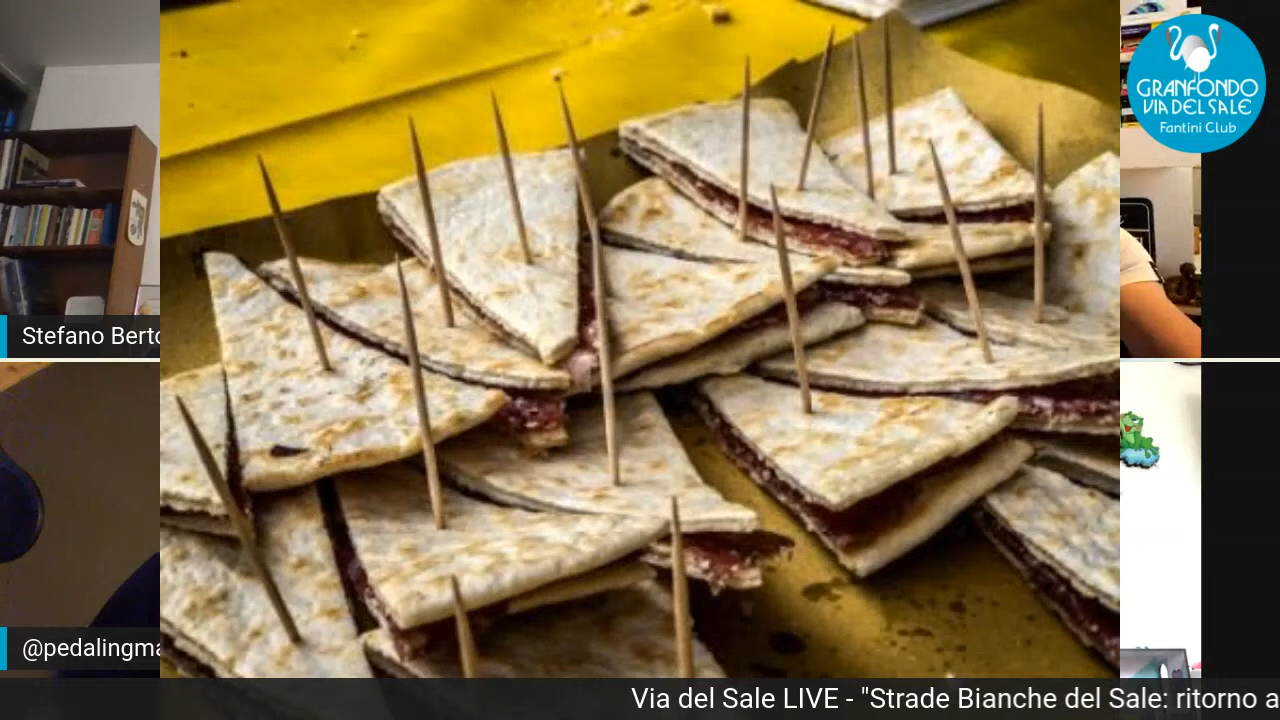 GRANFONDO
VIA DEL SALE
Fantini Club
Stefano Berto
@pedalingma
Via del Sale LIVE - "Strade Bianche del Sale: ritorno a